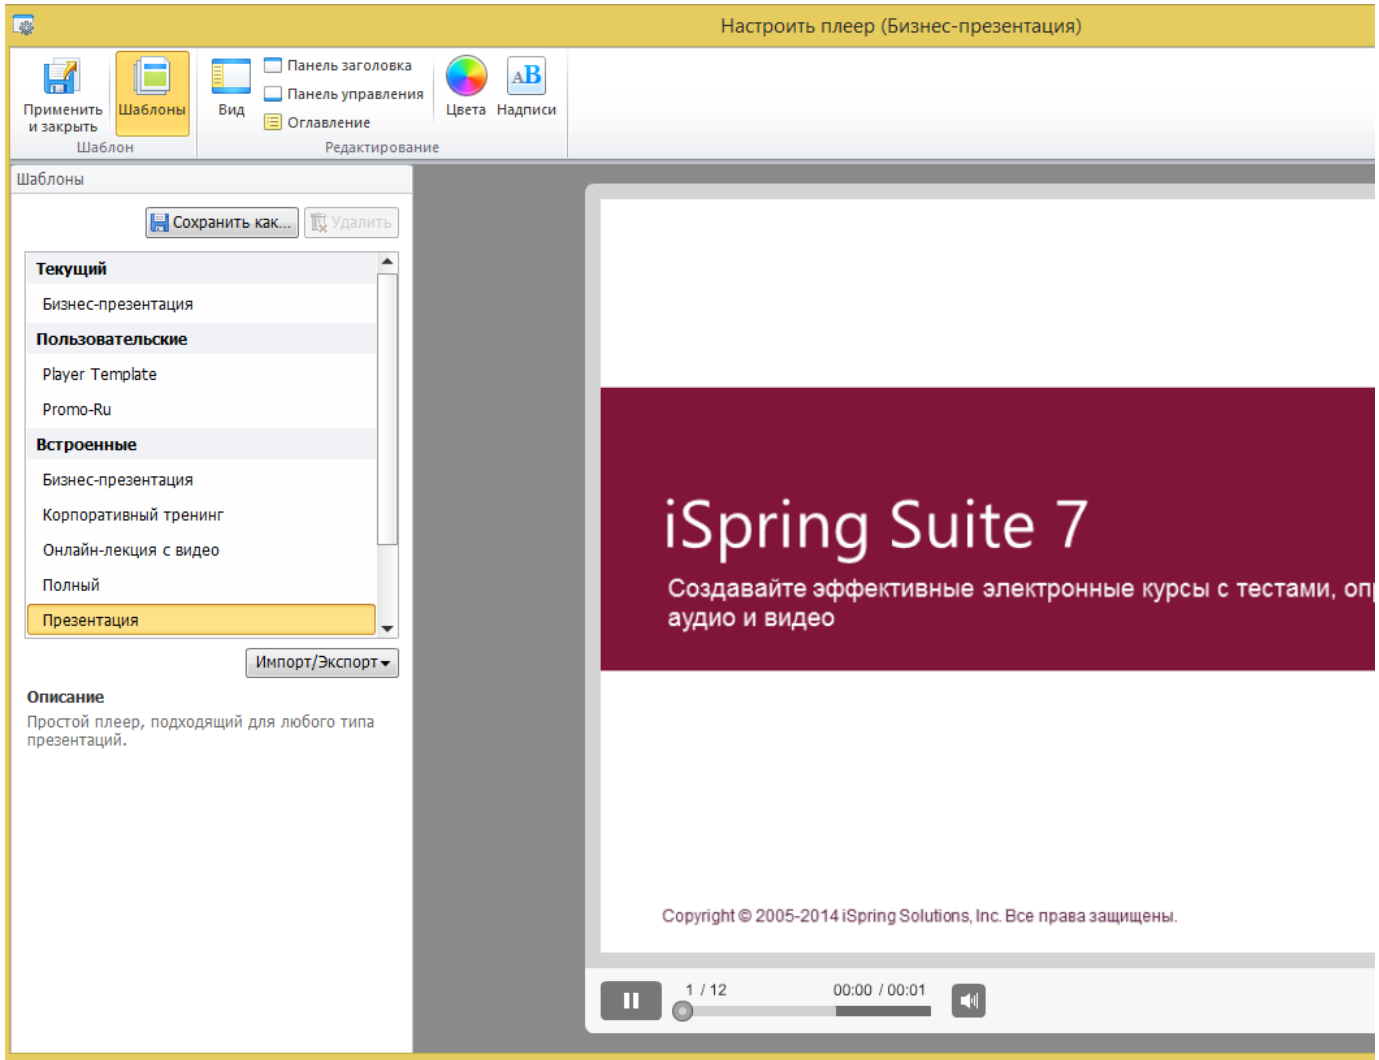 Настроить плеер (Бизнес-презентация)
Применить
и закрыть
Шаблоны
Шаблон
Вид
Панель заголовка
Панель управления
Оглавление
Цвета
AB
Надписи
Редактирование
Шаблоны
Сохранить как...
Удалить
Текущий
Бизнес-презентация
Пользовательские
Player Template
Promo-Ru
Встроенные
Бизнес-презентация
Корпоративный тренинг
Онлайн-лекция с видео
Полный
Презентация
Импорт/Экспорт
Описание
Простой плеер, подходящий для любого типа
презентаций.
iSpring Suite 7
Создавайте эффективные электронные курсы с тестами, оп
аудио и видео
Copyright © 2005-2014 iSpring Solutions, Inc. Все права защищены.
1 / 12
00:00 / 00:01